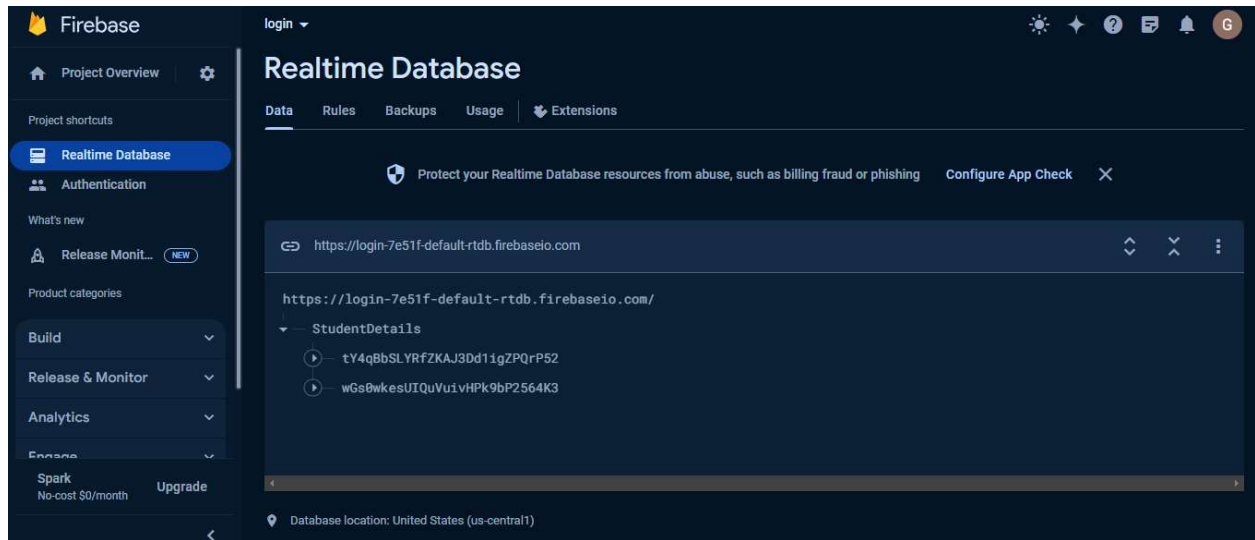 Firebase
Project Overview
Project shortcuts
Realtime Database
Authentication
What's new
Release Monit... NEW
Product categories
Build
Release & Monitor
Analytics
Engage
Spark
No-cost $0/month
Upgrade
login
G
Realtime Database
Data Rules Backups Usage Extensions
Protect your Realtime Database resources from abuse, such as billing fraud or phishing Configure App Check
https://login-7e51f-default-rtdb.firebaseio.com
https://login-7e51f-default-rtdb.firebaseio.com/
StudentDetails
tY4qBbSLYRfZKAJ3Dd1igZPQrP52
wGs0wkesUIQuVuivHPk9bP2564K3
Database location: United States (us-central1)